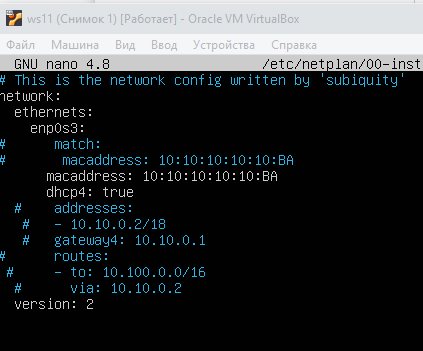 ws11 (Снимок 1) [Работает] - Oracle VM VirtualBox
Файл Машина Вид Ввод Устройства Справка
GNU nano 4.8 /etc/netplan/00-inst
# This is the network config written by 'subiquity'
network:
  ethernets:
    enp0s3:
#      match:
#       macaddress: 10:10:10:10:10:BA
      macaddress: 10:10:10:10:10:BA
      dhcp4: true
  #    addresses:
   #   - 10.10.0.2/18
   #   gateway4: 10.10.0.1
#      routes:
 #     - to: 10.100.0.0/16
  #      via: 10.10.0.2
  version: 2